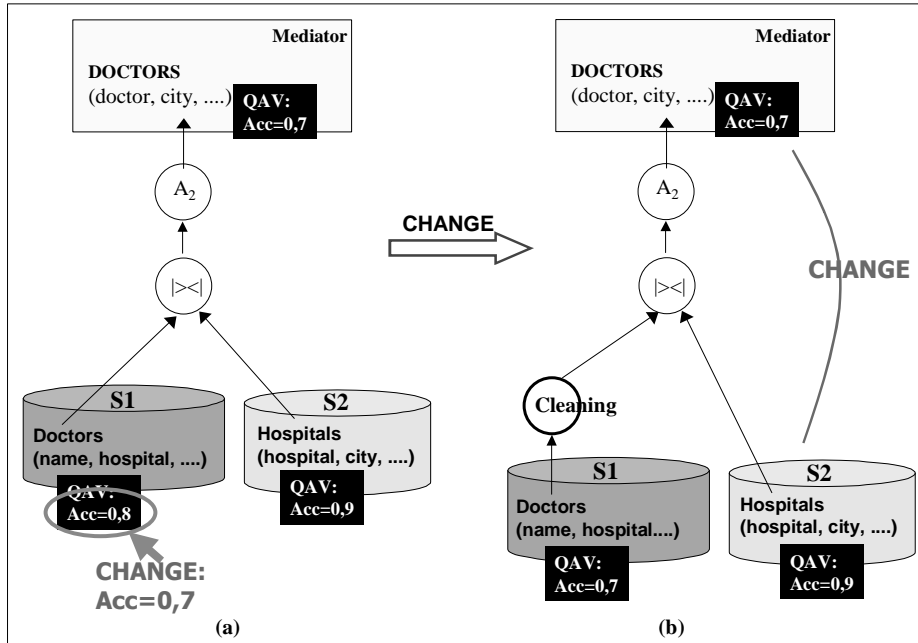 Mediator
DOCTORS
(doctor, city, ....)
QAV:
Acc=0,7
A2
|><|
S1
Doctors
(name, hospital, ....)
QAV:
Acc=0,8
S2
Hospitals
(hospital, city, ....)
QAV:
Acc=0,9
CHANGE:
Acc=0,7
(a)
CHANGE
Mediator
DOCTORS
(doctor, city, ....)
QAV:
Acc=0,7
A2
|><|
CHANGE
Cleaning
S1
Doctors
(name, hospital....)
QAV:
Acc=0,7
S2
Hospitals
(hospital, city, ....)
QAV:
Acc=0,9
(b)